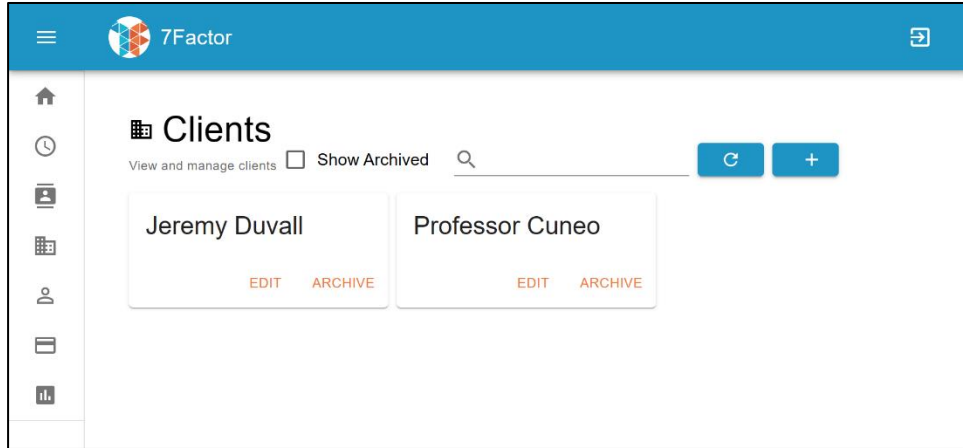 7Factor
Clients
View and manage clients Show Archived
Jeremy Duvall Professor Cuneo
EDIT ARCHIVE EDIT ARCHIVE